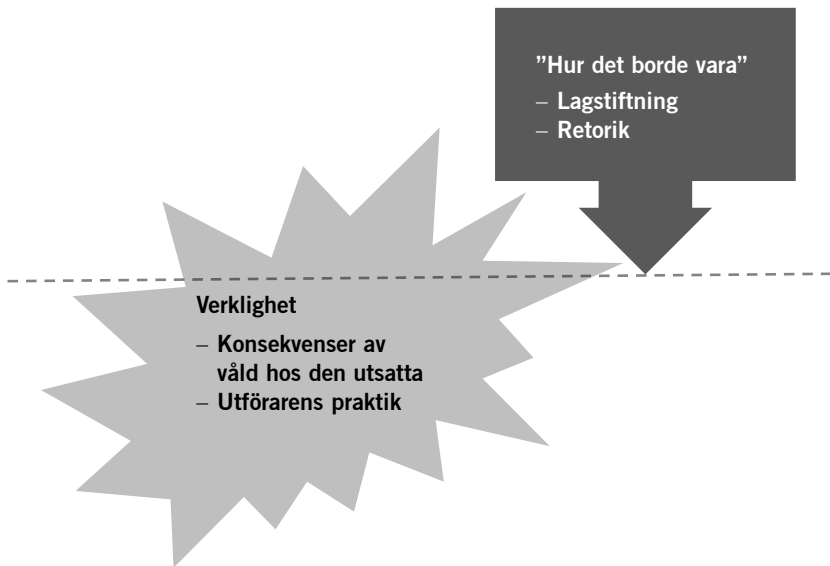 ”Hur det borde vara”
– Lagstiftning
– Retorik
Verklighet
– Konsekvenser av
våld hos den utsatta
– Utförarens praktik